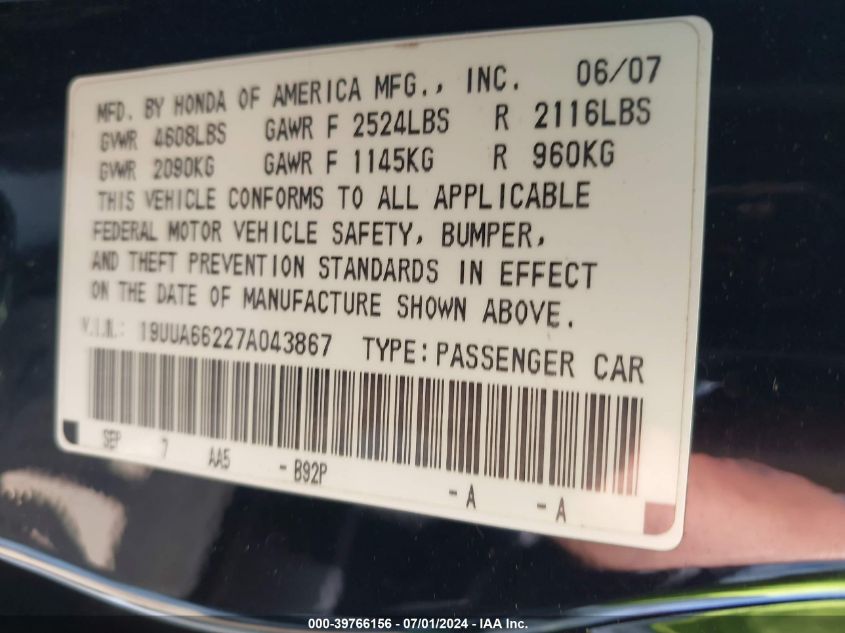 MFD. BY HONDA OF AMERICA MFG., INC. 06/07
GVWR 4608LBS GAWR F 2524LBS R 2116LBS
GVWR 2090KG GAWR F 1145KG R 960KG
THIS VEHICLE CONFORMS TO ALL APPLICABLE
FEDERAL MOTOR VEHICLE SAFETY, BUMPER,
AND THEFT PREVENTION STANDARDS IN EFFECT
ON THE DATE OF MANUFACTURE SHOWN ABOVE.
V.I.N.: 19UUA66227A043867 TYPE:PASSENGER CAR
SEP 7 AA5 -B92P -A -A
000-39766156 / 07/01/2024 - IAA Inc.